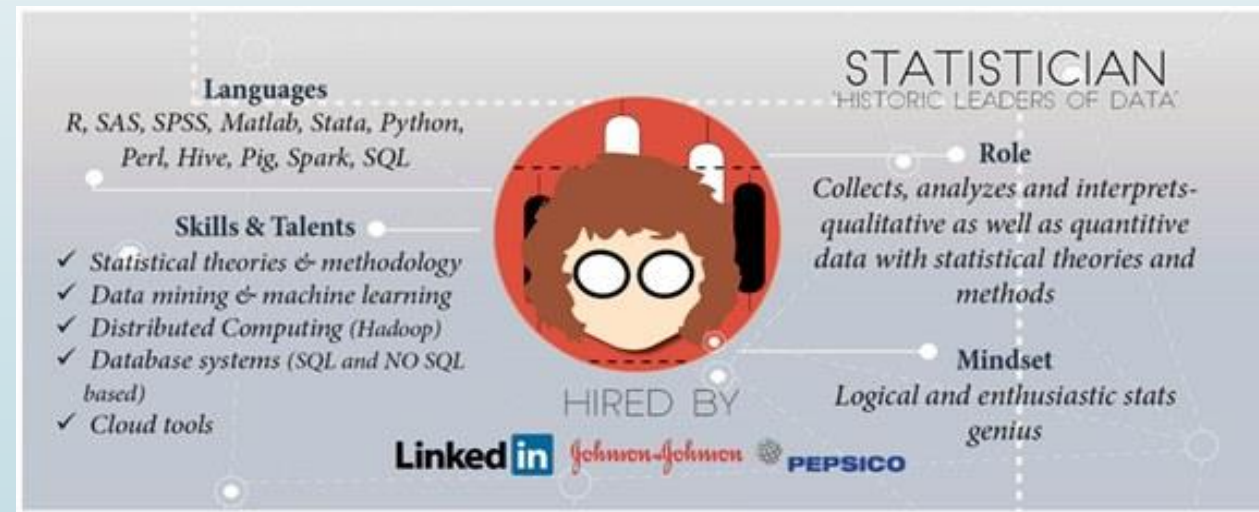 Languages
R, SAS, SPSS, Matlab, Stata, Python,
Perl, Hive, Pig, Spark, SQL
Skills & Talents
✓ Statistical theories & methodology
✓ Data mining & machine learning
✓ Distributed Computing (Hadoop)
✓ Database systems (SQL and NO SQL
based)
✓ Cloud tools
STATISTICIAN
'HISTORIC LEADERS OF DATA'
Role
Collects, analyzes and interprets-
qualitative as well as quantitive
data with statistical theories and
methods
Mindset
Logical and enthusiastic stats
genius
HIRED BY
Linked in Johnson & Johnson PEPSICO